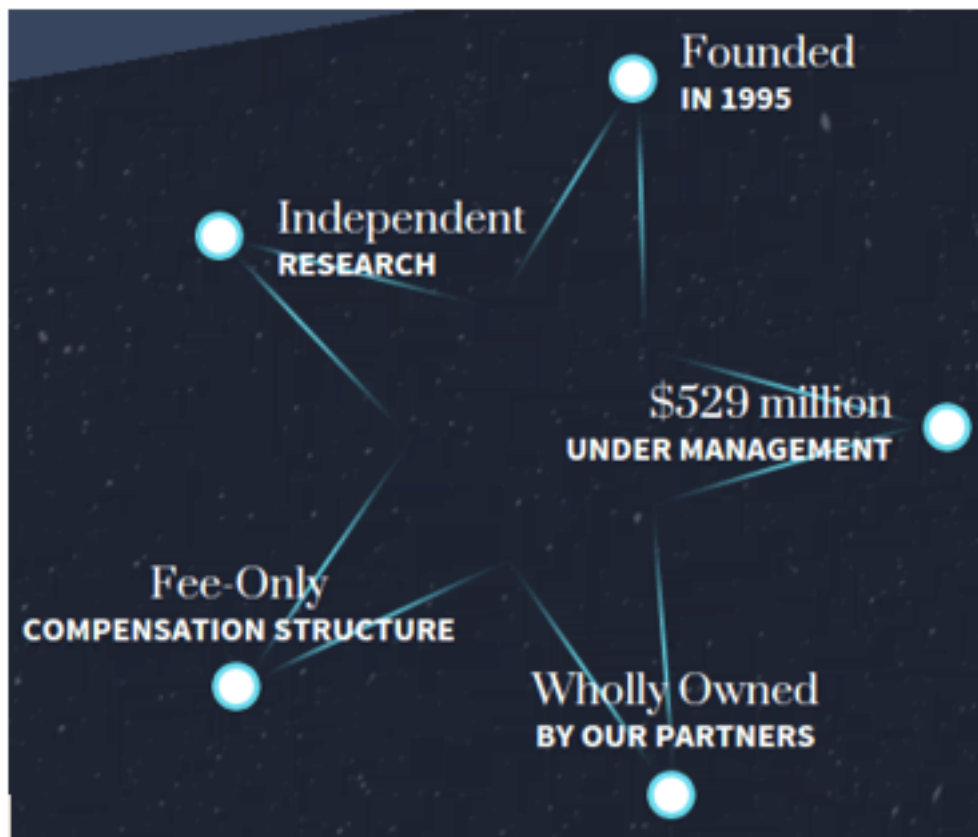 Founded
IN 1995
Independent
RESEARCH
$529 million
UNDER MANAGEMENT
Fee-Only
COMPENSATION STRUCTURE
Wholly Owned
BY OUR PARTNERS